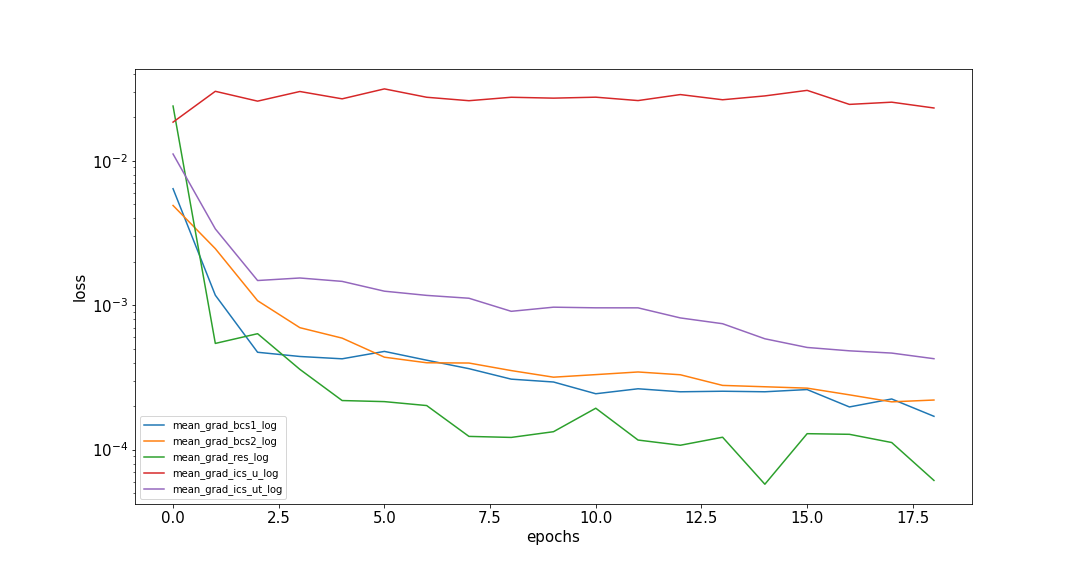 10⁻²
10⁻³
10⁻⁴
loss
mean_grad_bcs1_log
mean_grad_bcs2_log
mean_grad_res_log
mean_grad_ics_u_log
mean_grad_ics_ut_log
0.0 2.5 5.0 7.5 10.0 12.5 15.0 17.5
epochs